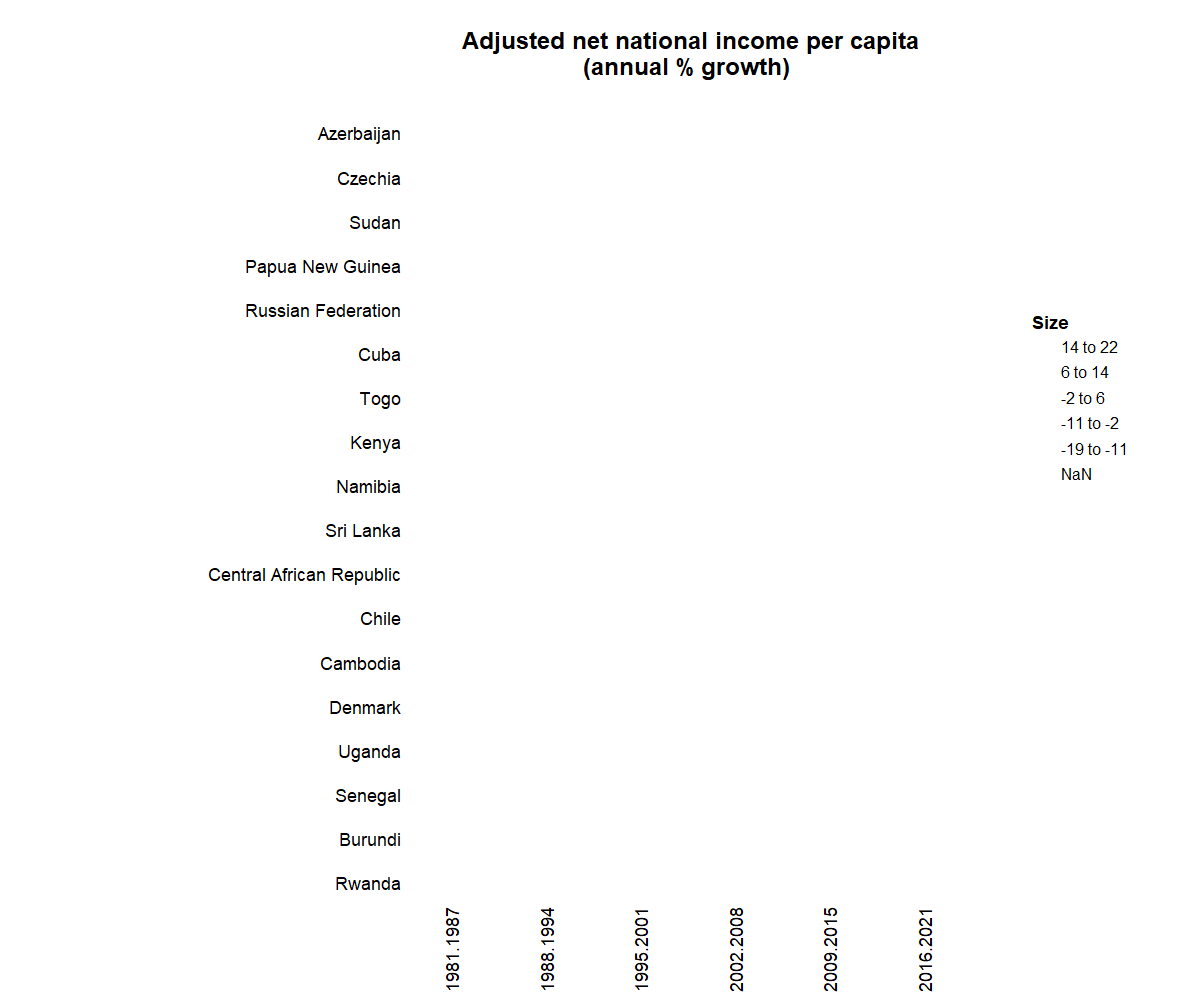 Adjusted net national income per capita
(annual % growth)
Azerbaijan
Czechia
Sudan
Papua New Guinea
Russian Federation
Cuba
Togo
Kenya
Namibia
Sri Lanka
Central African Republic
Chile
Cambodia
Denmark
Uganda
Senegal
Burundi
Rwanda
1981.1987
1988.1994
1995.2001
2002.2008
2009.2015
2016.2021
Size
14 to 22
6 to 14
-2 to 6
-11 to -2
-19 to -11
NaN